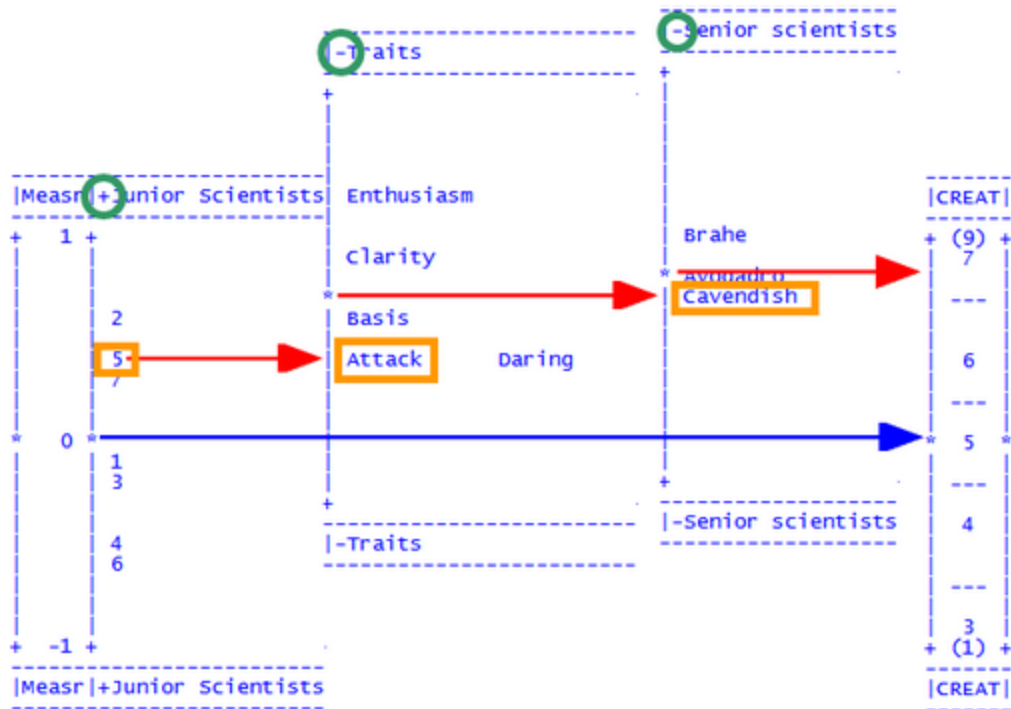 |-Senior scientists
|-Traits
|Measr|+Junior Scientists| Enthusiasm |CREAT|
+ 1 + Brahe + (9) +
Clarity 7
* Avogadro
* Cavendish ---
2 Basis
5 Attack Daring 6
7
---
* 0 * * 5 *
1
3 ---
+
+
|-Traits |-Senior scientists 4
4
6
---
3
+ -1 + + (1) +
|Measr|+Junior Scientists |CREAT|